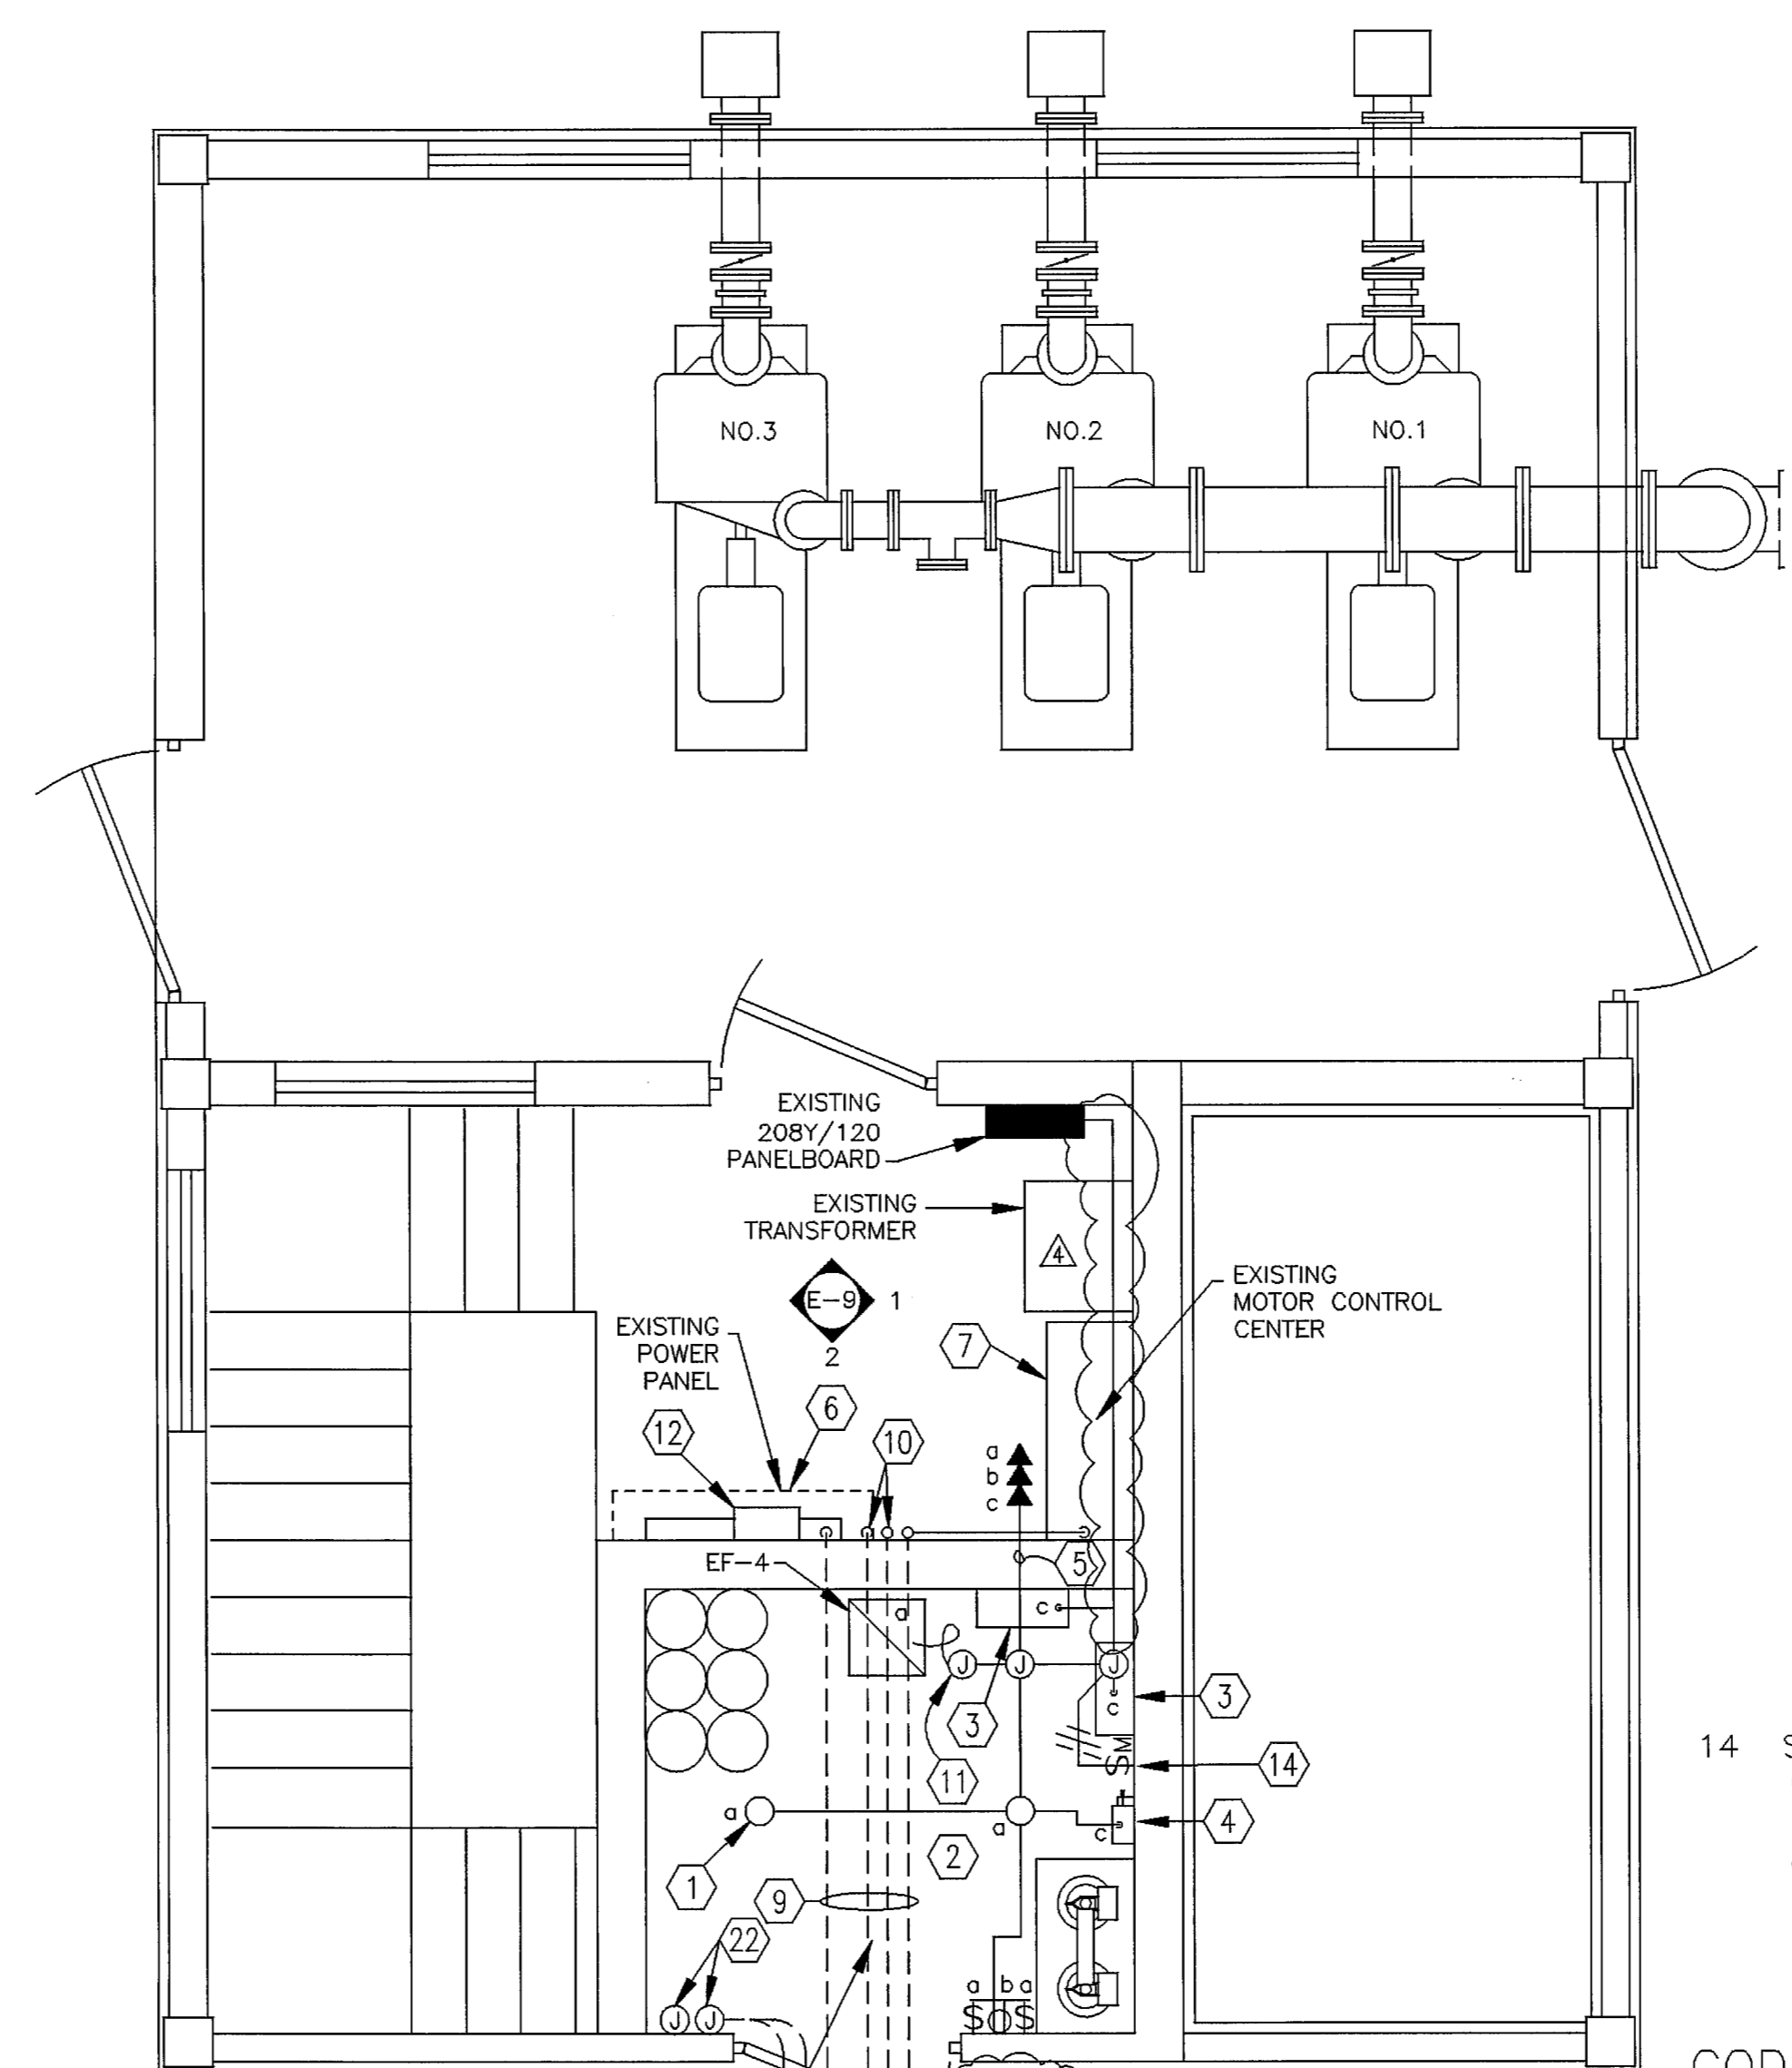 NO.3
NO.2
NO.1
EXISTING
208Y/120
PANELBOARD
EXISTING
TRANSFORMER
4
E-9
1
2
EXISTING
MOTOR CONTROL
CENTER
EXISTING
POWER
PANEL
7
6
12
10
a
b
c
EF-4
5
a
c
J
J
J
3
c
3
11
M
S
14
14 S
a
a
c
4
2
1
9
22
J
J
a
b a
S
S